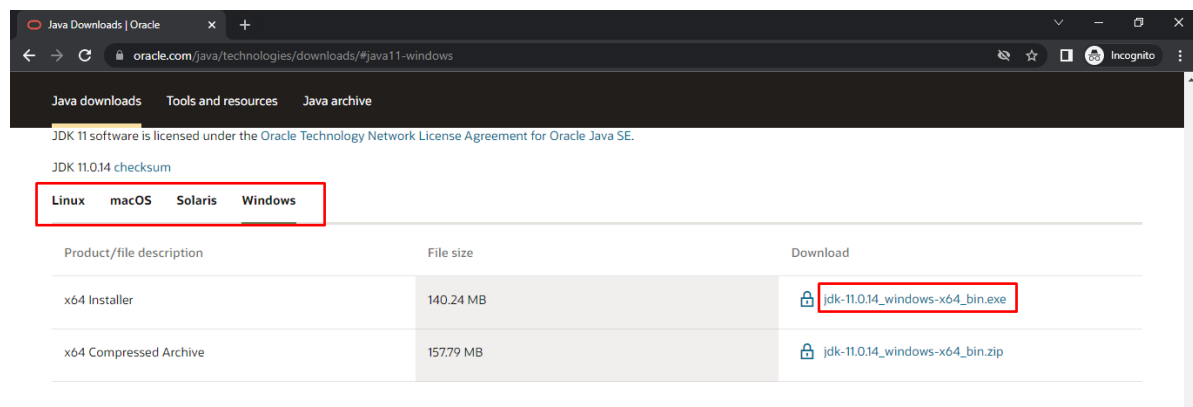 Java Downloads | Oracle
oracle.com/java/technologies/downloads/#java11-windows
Incognito
Java downloads Tools and resources Java archive
JDK 11 software is licensed under the Oracle Technology Network License Agreement for Oracle Java SE.
JDK 11.0.14 checksum
Linux macOS Solaris Windows
Product/file description File size Download
x64 Installer 140.24 MB jdk-11.0.14_windows-x64_bin.exe
x64 Compressed Archive 157.79 MB jdk-11.0.14_windows-x64_bin.zip